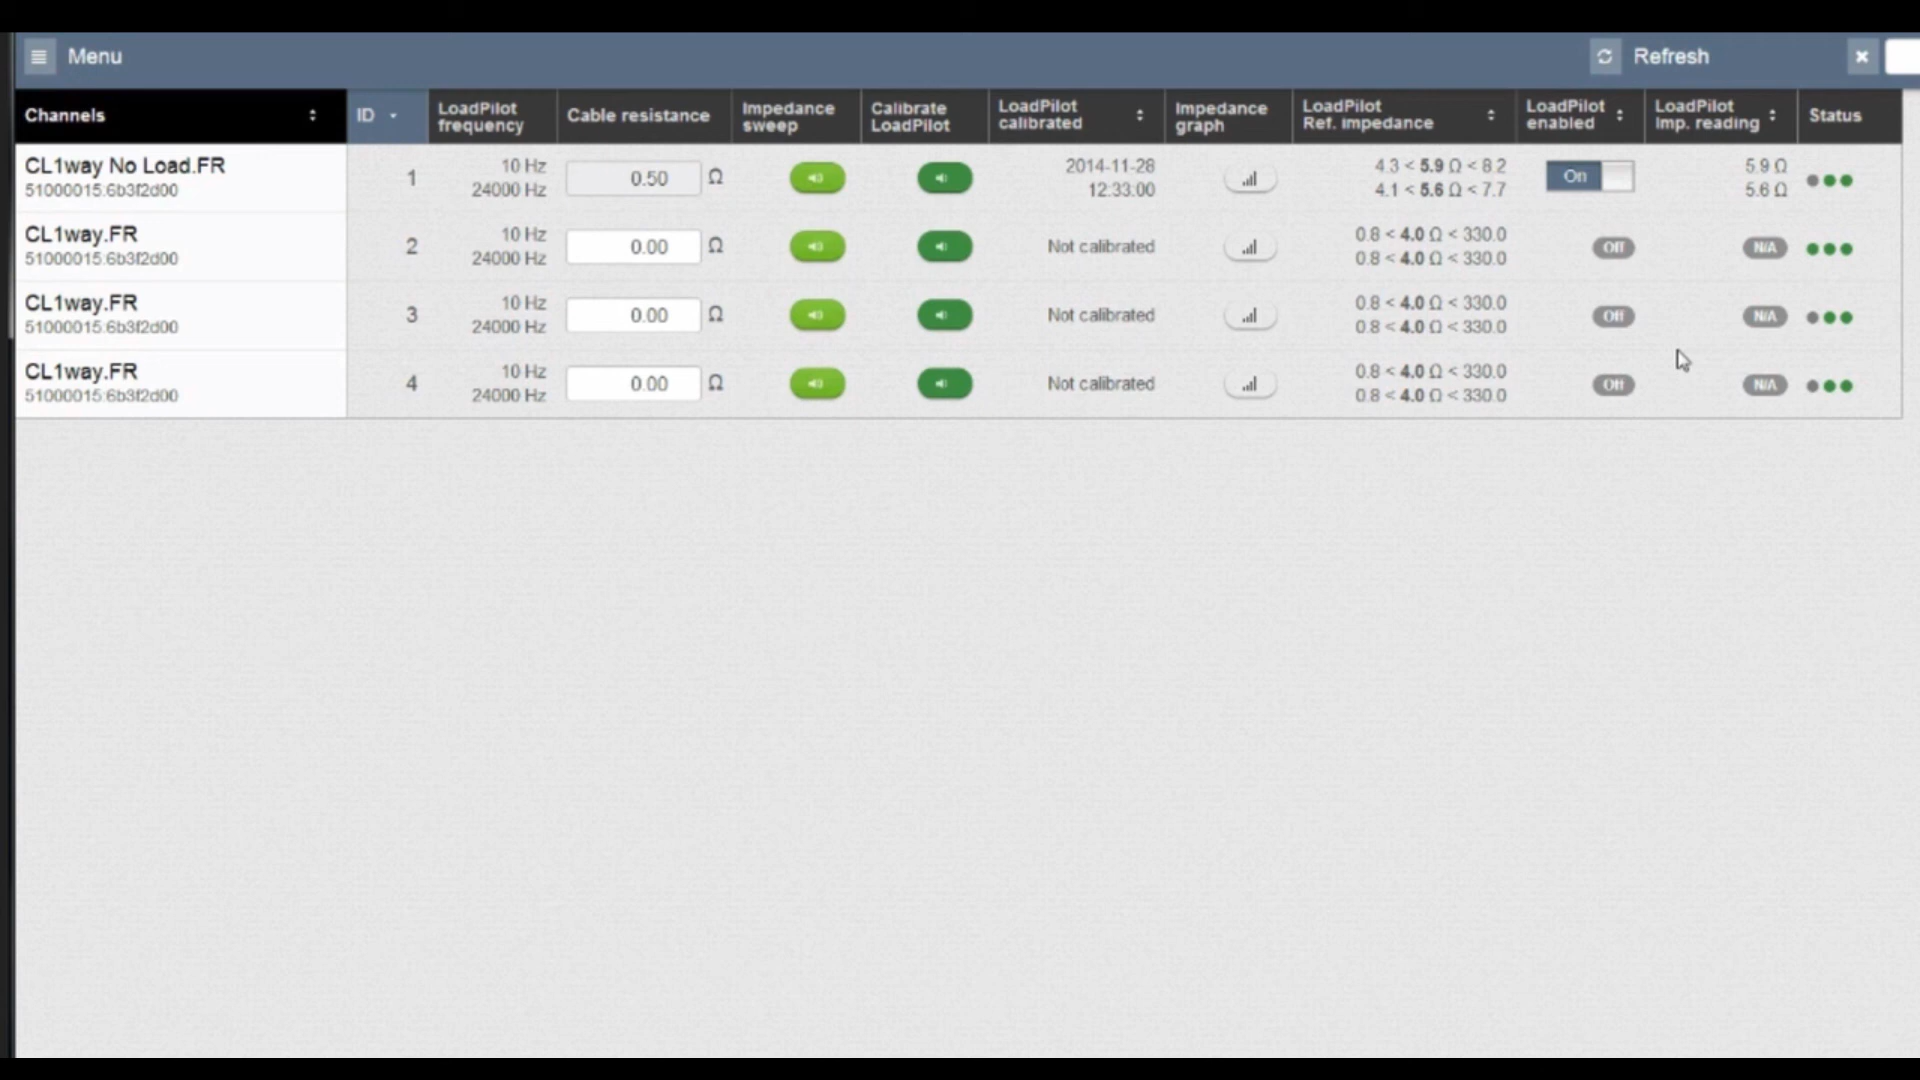 Menu
Refresh
Channels
ID
LoadPilot
frequency
Cable resistance
Impedance
sweep
Calibrate
LoadPilot
LoadPilot
calibrated
Impedance
graph
LoadPilot
Ref. impedance
LoadPilot
enabled
LoadPilot
Imp. reading
Status
CL1way No Load.FR
51000015:6b3f2d00
1
10 Hz
24000 Hz
0.50 Ω
2014-11-28
12:33:00
4.3 < 5.9 Ω < 8.2
4.1 < 5.6 Ω < 7.7
On
5.9 Ω
5.6 Ω
CL1way.FR
51000015:6b3f2d00
2
10 Hz
24000 Hz
0.00 Ω
Not calibrated
0.8 < 4.0 Ω < 330.0
0.8 < 4.0 Ω < 330.0
Off
N/A
CL1way.FR
51000015:6b3f2d00
3
10 Hz
24000 Hz
0.00 Ω
Not calibrated
0.8 < 4.0 Ω < 330.0
0.8 < 4.0 Ω < 330.0
Off
N/A
CL1way.FR
51000015:6b3f2d00
4
10 Hz
24000 Hz
0.00 Ω
Not calibrated
0.8 < 4.0 Ω < 330.0
0.8 < 4.0 Ω < 330.0
Off
N/A